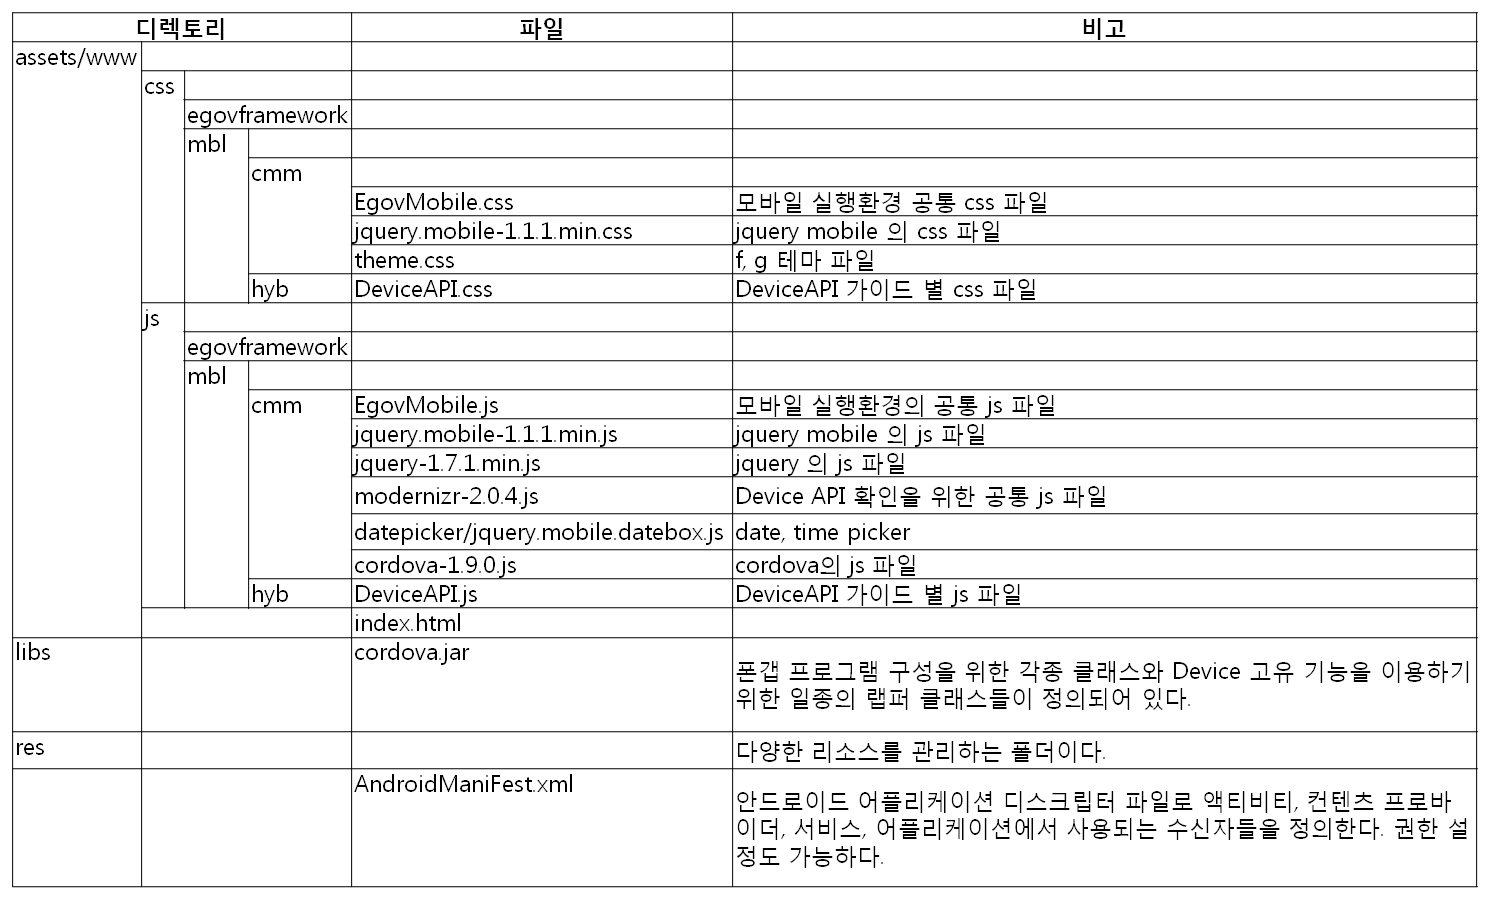 디렉토리 파일 비고
assets/www
css
egovframework
mbl
cmm
EgovMobile.css 모바일 실행환경 공통 css 파일
jquery.mobile-1.1.1.min.css jquery mobile 의 css 파일
theme.css f, g 테마 파일
hyb DeviceAPI.css DeviceAPI 가이드 별 css 파일
js
egovframework
mbl
cmm EgovMobile.js 모바일 실행환경의 공통 js 파일
jquery.mobile-1.1.1.min.js jquery mobile 의 js 파일
jquery-1.7.1.min.js jquery 의 js 파일
modernizr-2.0.4.js Device API 확인을 위한 공통 js 파일
datepicker/jquery.mobile.datebox.js date, time picker
cordova-1.9.0.js cordova의 js 파일
hyb DeviceAPI.js DeviceAPI 가이드 별 js 파일
index.html
libs cordova.jar
폰갭 프로그램 구성을 위한 각종 클래스와 Device 고유 기능을 이용하기
위한 일종의 랩퍼 클래스들이 정의되어 있다.
res 다양한 리소스를 관리하는 폴더이다.
AndroidManiFest.xml
안드로이드 어플리케이션 디스크립터 파일로 액티비티, 컨텐츠 프로바
이더, 서비스, 어플리케이션에서 사용되는 수신자들을 정의한다. 권한 설
정도 가능하다.